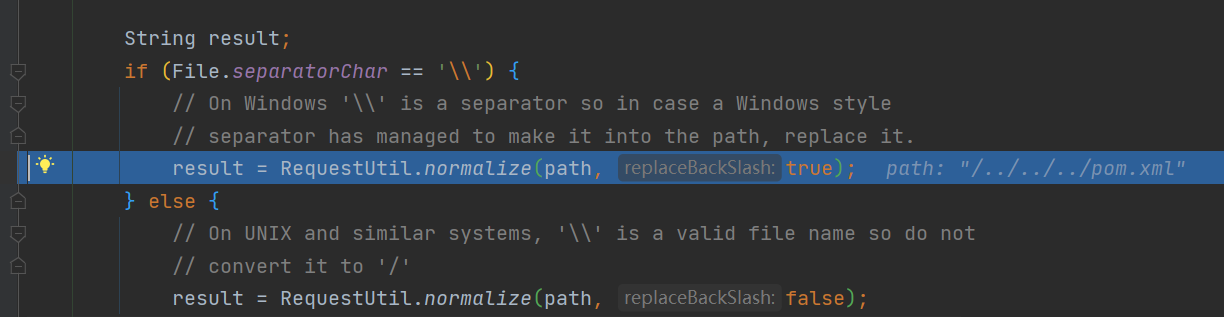 String result;
if (File.separatorChar == '\\') {
// On Windows '\\' is a separator so in case a Windows style
// separator has managed to make it into the path, replace it.
result = RequestUtil.normalize(path, replaceBackSlash: true); path: "/../../../pom.xml"
} else {
// On UNIX and similar systems, '\\' is a valid file name so do not
// convert it to '/'
result = RequestUtil.normalize(path, replaceBackSlash: false);